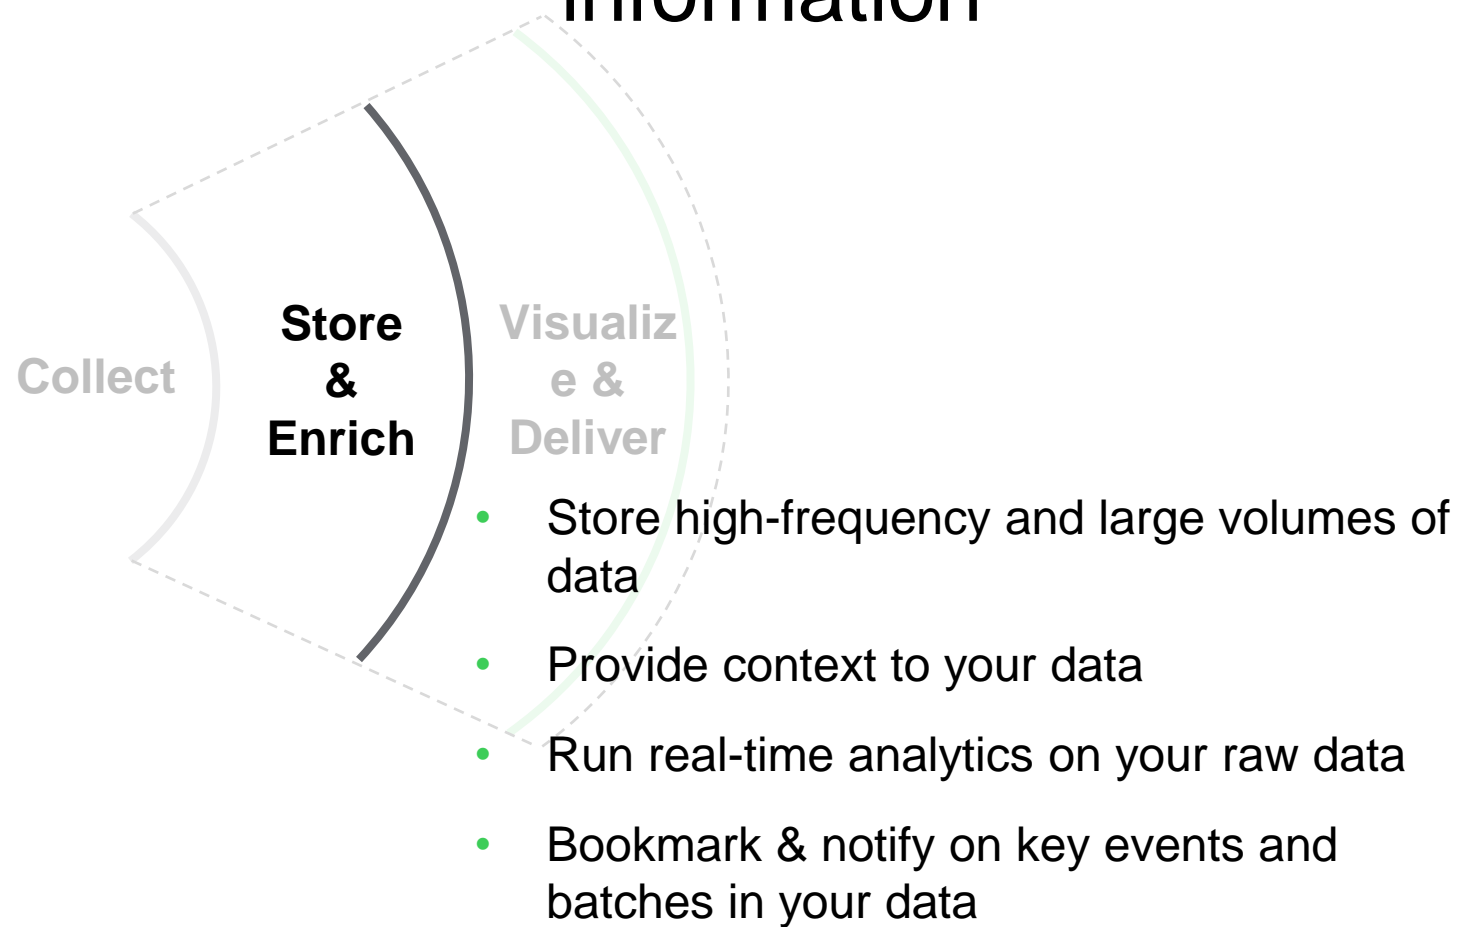 information
Collect
Store
&
Enrich
Visualiz
e &
Deliver
• Store high-frequency and large volumes of
data
• Provide context to your data
• Run real-time analytics on your raw data
• Bookmark & notify on key events and
batches in your data